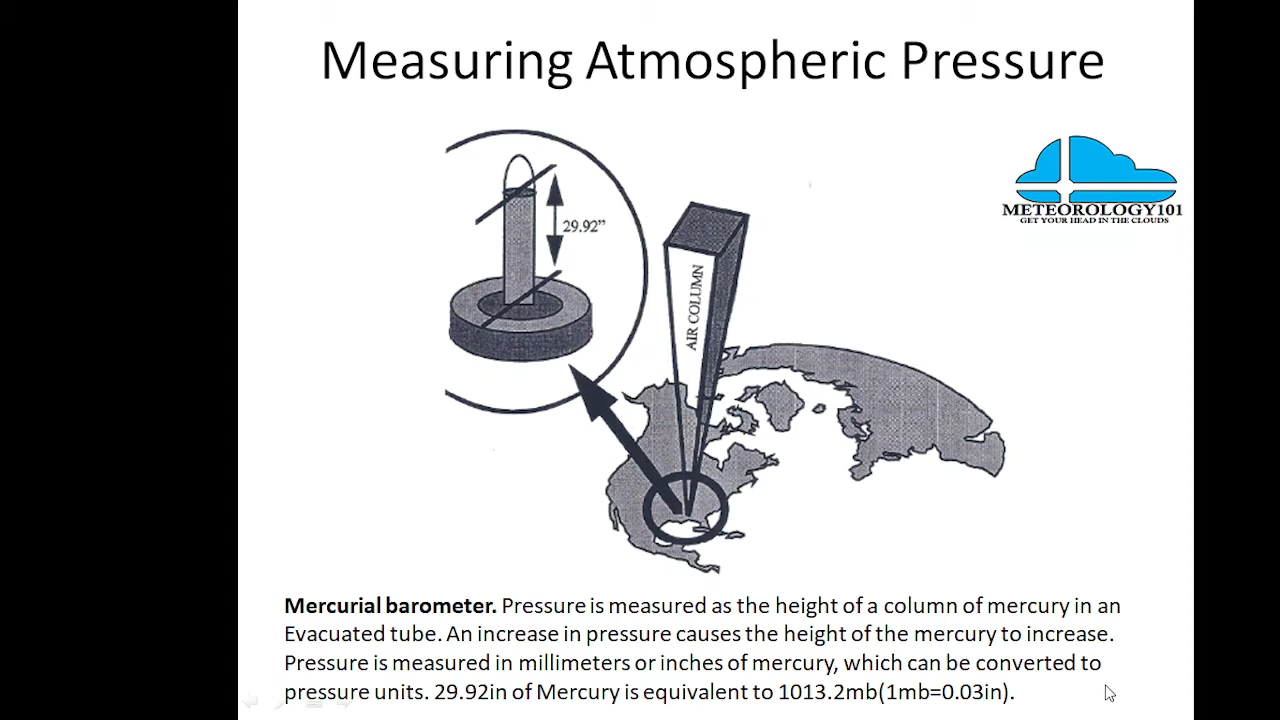 Measuring Atmospheric Pressure
METEOROLOGY101
GET YOUR HEAD IN THE CLOUDS
29.92”
AIR COLUMN
Mercurial barometer. Pressure is measured as the height of a column of mercury in an
Evacuated tube. An increase in pressure causes the height of the mercury to increase.
Pressure is measured in millimeters or inches of mercury, which can be converted to
pressure units. 29.92in of Mercury is equivalent to 1013.2mb(1mb=0.03in).